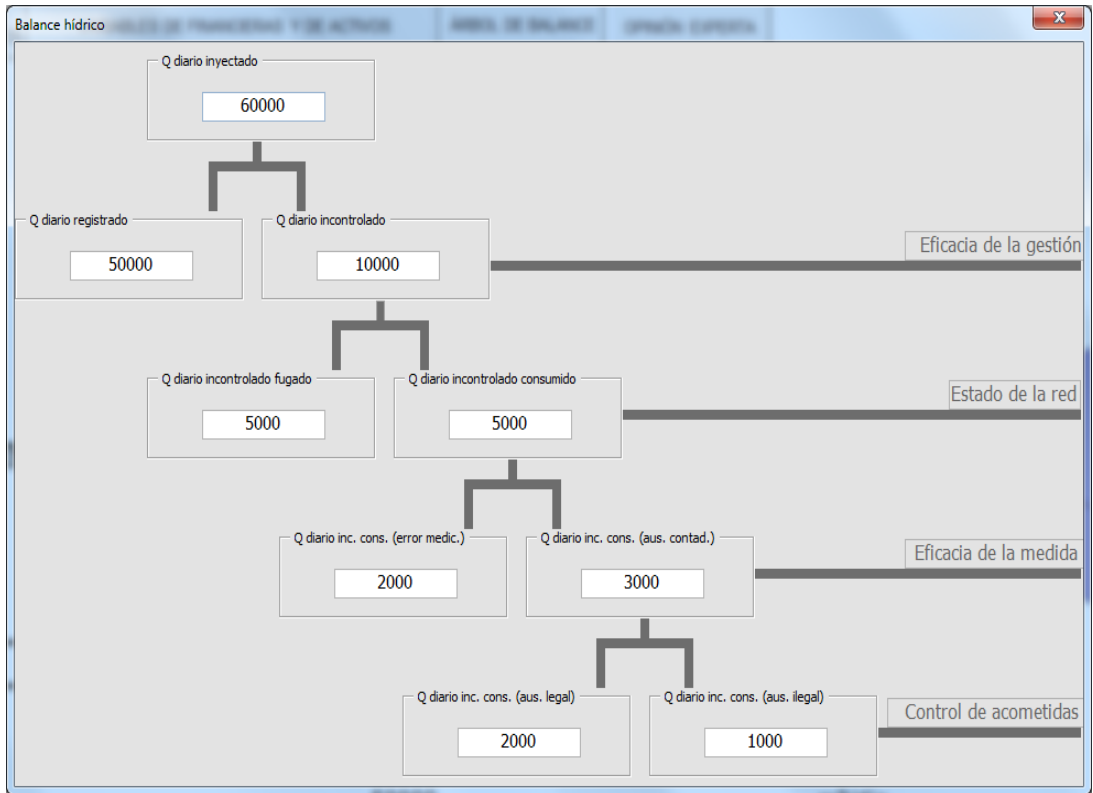 Balance hídrico
Q diario inyectado
60000
Q diario registrado
50000
Q diario incontrolado
10000
Eficacia de la gestión
Q diario incontrolado fugado
5000
Q diario incontrolado consumido
5000
Estado de la red
Q diario inc. cons. (error medic.)
2000
Q diario inc. cons. (aus. contad.)
3000
Eficacia de la medida
Q diario inc. cons. (aus. legal)
2000
Q diario inc. cons. (aus. ilegal)
1000
Control de acometidas